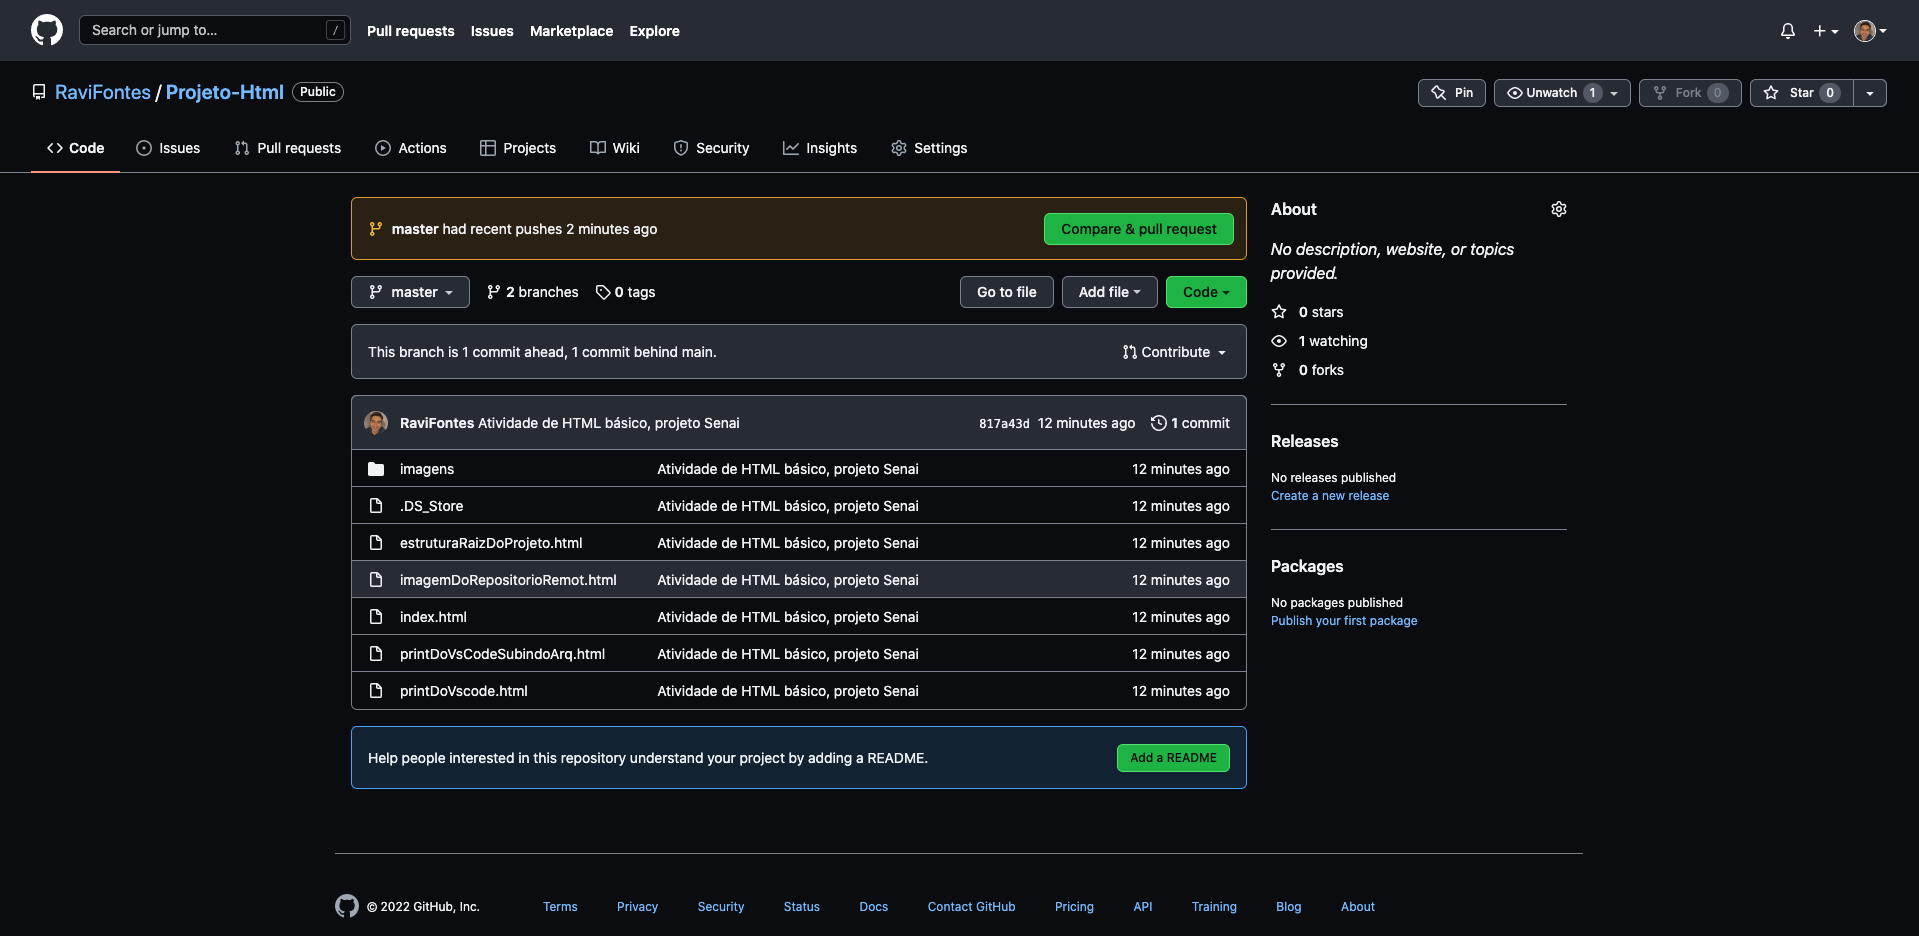 Search or jump to... /
Pull requests Issues Marketplace Explore
RaviFontes / Projeto-Html Public
Pin Unwatch 1 Fork 0 Star 0
Code Issues Pull requests Actions Projects Wiki Security Insights Settings
master had recent pushes 2 minutes ago Compare & pull request
master 2 branches 0 tags Go to file Add file Code
This branch is 1 commit ahead, 1 commit behind main. Contribute
RaviFontes Atividade de HTML básico, projeto Senai 817a43d 12 minutes ago 1 commit
imagens Atividade de HTML básico, projeto Senai 12 minutes ago
.DS_Store Atividade de HTML básico, projeto Senai 12 minutes ago
estruturaRaizDoProjeto.html Atividade de HTML básico, projeto Senai 12 minutes ago
imagemDoRepositorioRemot.html Atividade de HTML básico, projeto Senai 12 minutes ago
index.html Atividade de HTML básico, projeto Senai 12 minutes ago
printDoVsCodeSubindoArq.html Atividade de HTML básico, projeto Senai 12 minutes ago
printDoVscode.html Atividade de HTML básico, projeto Senai 12 minutes ago
Help people interested in this repository understand your project by adding a README. Add a README
About
No description, website, or topics
provided.
0 stars
1 watching
0 forks
Releases
No releases published
Create a new release
Packages
No packages published
Publish your first package
© 2022 GitHub, Inc. Terms Privacy Security Status Docs Contact GitHub Pricing API Training Blog About